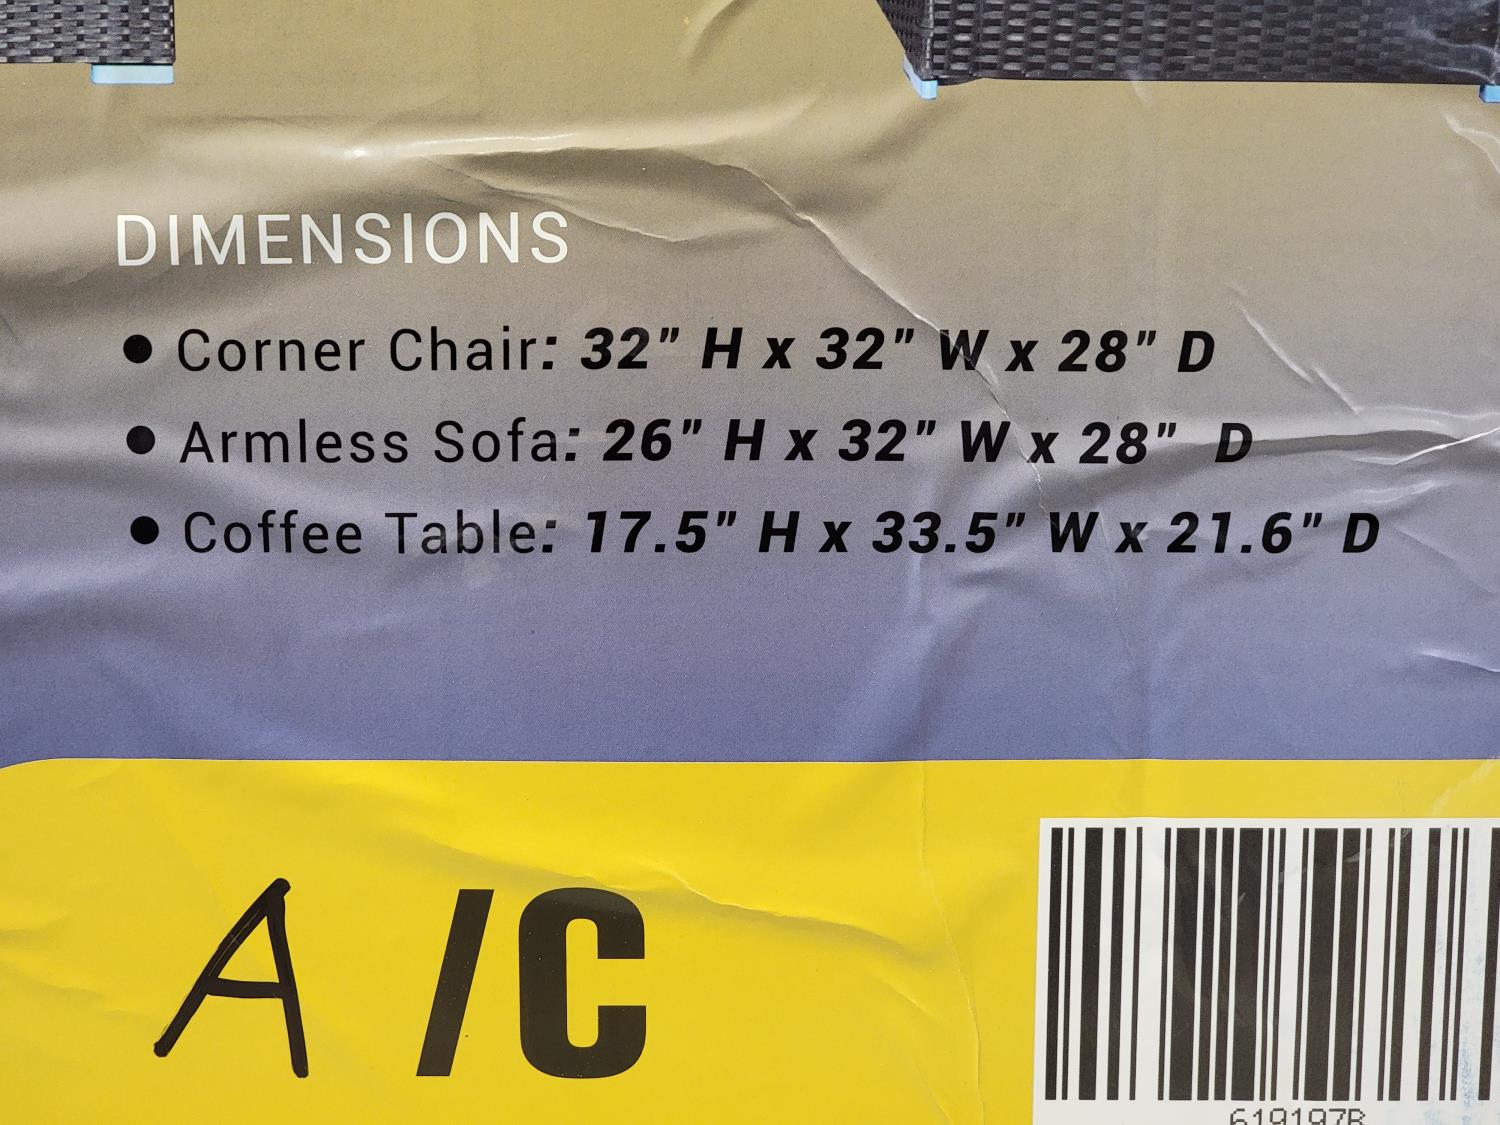 DIMENSIONS
● Corner Chair: 32" H x 32" W x 28" D
● Armless Sofa: 26" H x 32" W x 28" D
● Coffee Table: 17.5" H x 33.5" W x 21.6" D
A /C
619197B